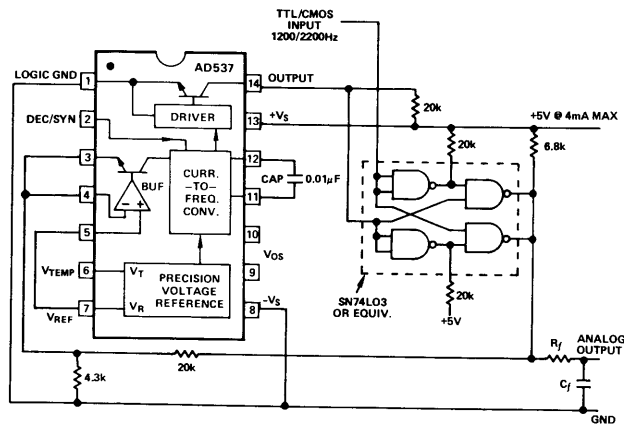 TTL/CMOS
INPUT
1200/2200Hz
AD537
LOGIC GND
1
14
OUTPUT
DRIVER
20k
13
+VS
+5V @ 4mA MAX
DEC/SYN
2
20k
6.8k
3
BUF
CURR.
-TO-
FREQ.
CONV.
12
CAP
0.01µF
11
4
- +
5
10
VOS
9
VTEMP
6
VT
PRECISION
VOLTAGE
REFERENCE
VREF
7
VR
8
-VS
20k
+5V
SN74LO3
OR EQUIV.
4.3k
20k
Rf
ANALOG
OUTPUT
Cf
GND